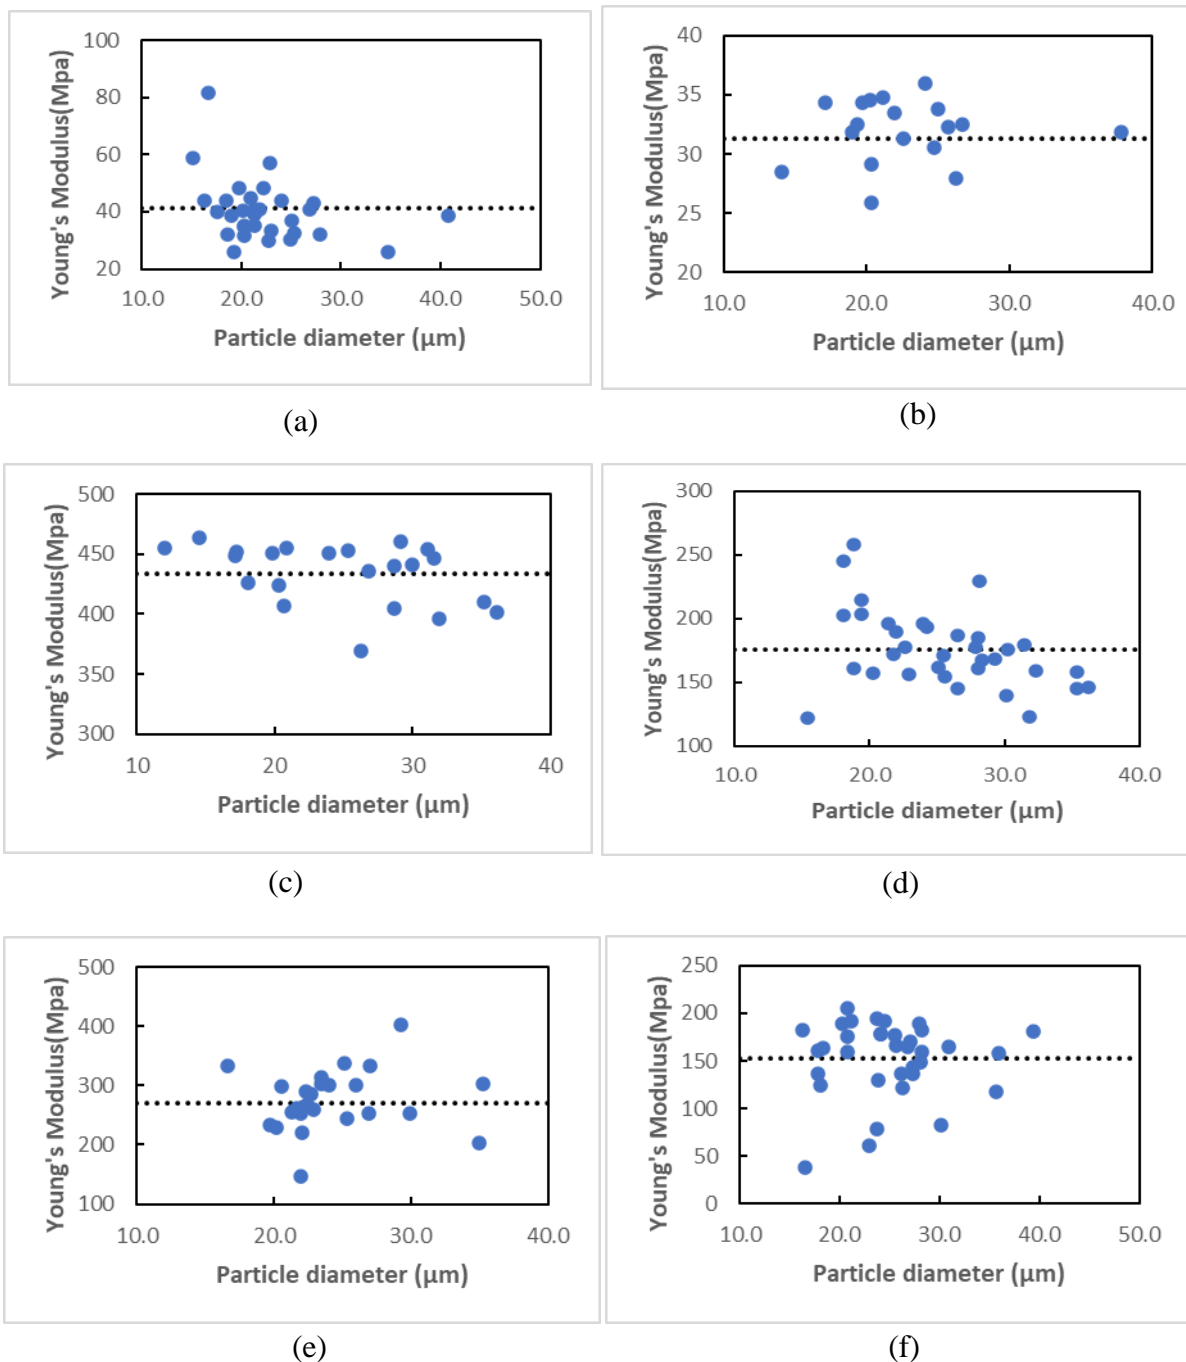 Young's Modulus(Mpa)
100
80
60
40
20
10.0 20.0 30.0 40.0 50.0
Particle diameter (µm)
(a)
Young's Modulus(Mpa)
40
35
30
25
20
10.0 20.0 30.0 40.0
Particle diameter (µm)
(b)
Young's Modulus(Mpa)
500
450
400
350
300
10 20 30 40
Particle diameter (µm)
(c)
Young's Modulus(Mpa)
300
250
200
150
100
10.0 20.0 30.0 40.0
Particle diameter (µm)
(d)
Young's Modulus(Mpa)
500
400
300
200
100
10.0 20.0 30.0 40.0
Particle diameter (µm)
(e)
Young's Modulus(Mpa)
250
200
150
100
50
0
10.0 20.0 30.0 40.0 50.0
Particle diameter (µm)
(f)